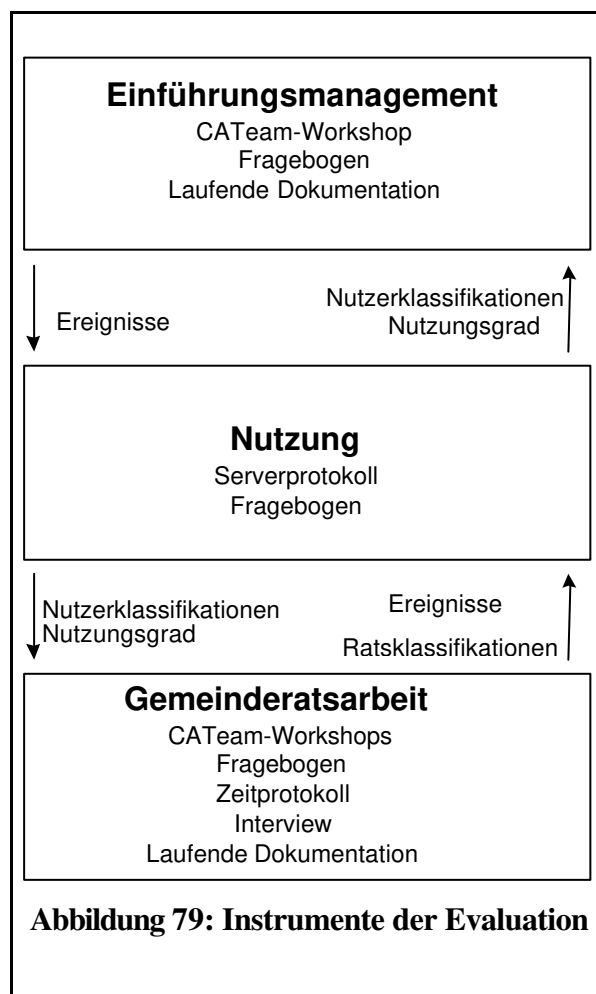 Einführungsmanagement
CATeam-Workshop
Fragebogen
Laufende Dokumentation
Ereignisse
Nutzerklassifikationen
Nutzungsgrad
Nutzung
Serverprotokoll
Fragebogen
Nutzerklassifikationen
Nutzungsgrad
Ereignisse
Ratsklassifikationen
Gemeinderatsarbeit
CATeam-Workshops
Fragebogen
Zeitprotokoll
Interview
Laufende Dokumentation
Abbildung 79: Instrumente der Evaluation